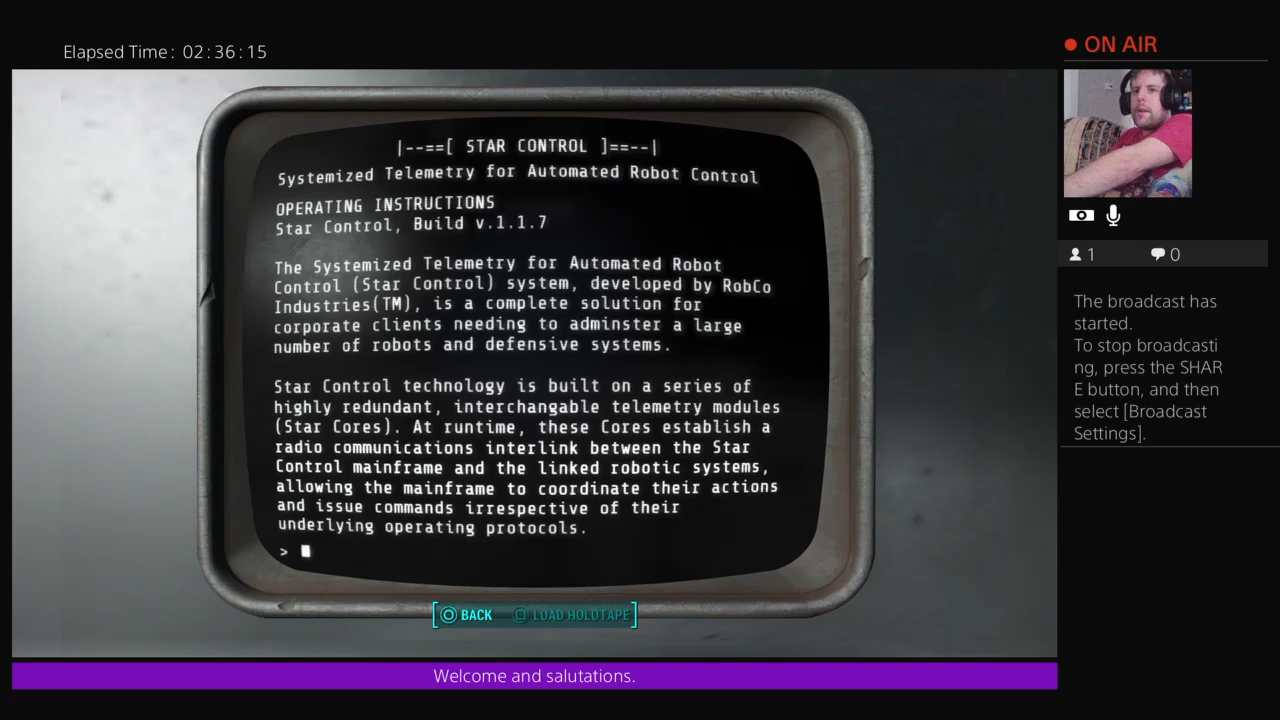 Elapsed Time: 02:36:15
ON AIR
|--==[ STAR CONTROL ]==--|
Systemized Telemetry for Automated Robot Control
OPERATING INSTRUCTIONS
Star Control, Build v.1.1.7
The Systemized Telemetry for Automated Robot
Control (Star Control) system, developed by RobCo
Industries(TM), is a complete solution for
corporate clients needing to adminster a large
number of robots and defensive systems.
Star Control technology is built on a series of
highly redundant, interchangable telemetry modules
(Star Cores). At runtime, these Cores establish a
radio communications interlink between the Star
Control mainframe and the linked robotic systems,
allowing the mainframe to coordinate their actions
and issue commands irrespective of their
underlying operating protocols.
>
BACK LOAD HOLOTAPE
1 0
The broadcast has
started.
To stop broadcasti
ng, press the SHAR
E button, and then
select [Broadcast
Settings].
Welcome and salutations.